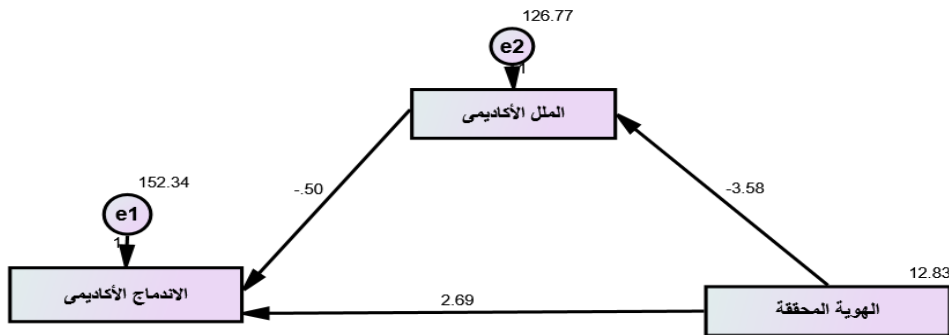 126.77
e2
1
الملل الأكاديمى
-.50
-3.58
152.34
e1
1
الاندماج الأكاديمى
2.69
12.83
الهوية المحققة